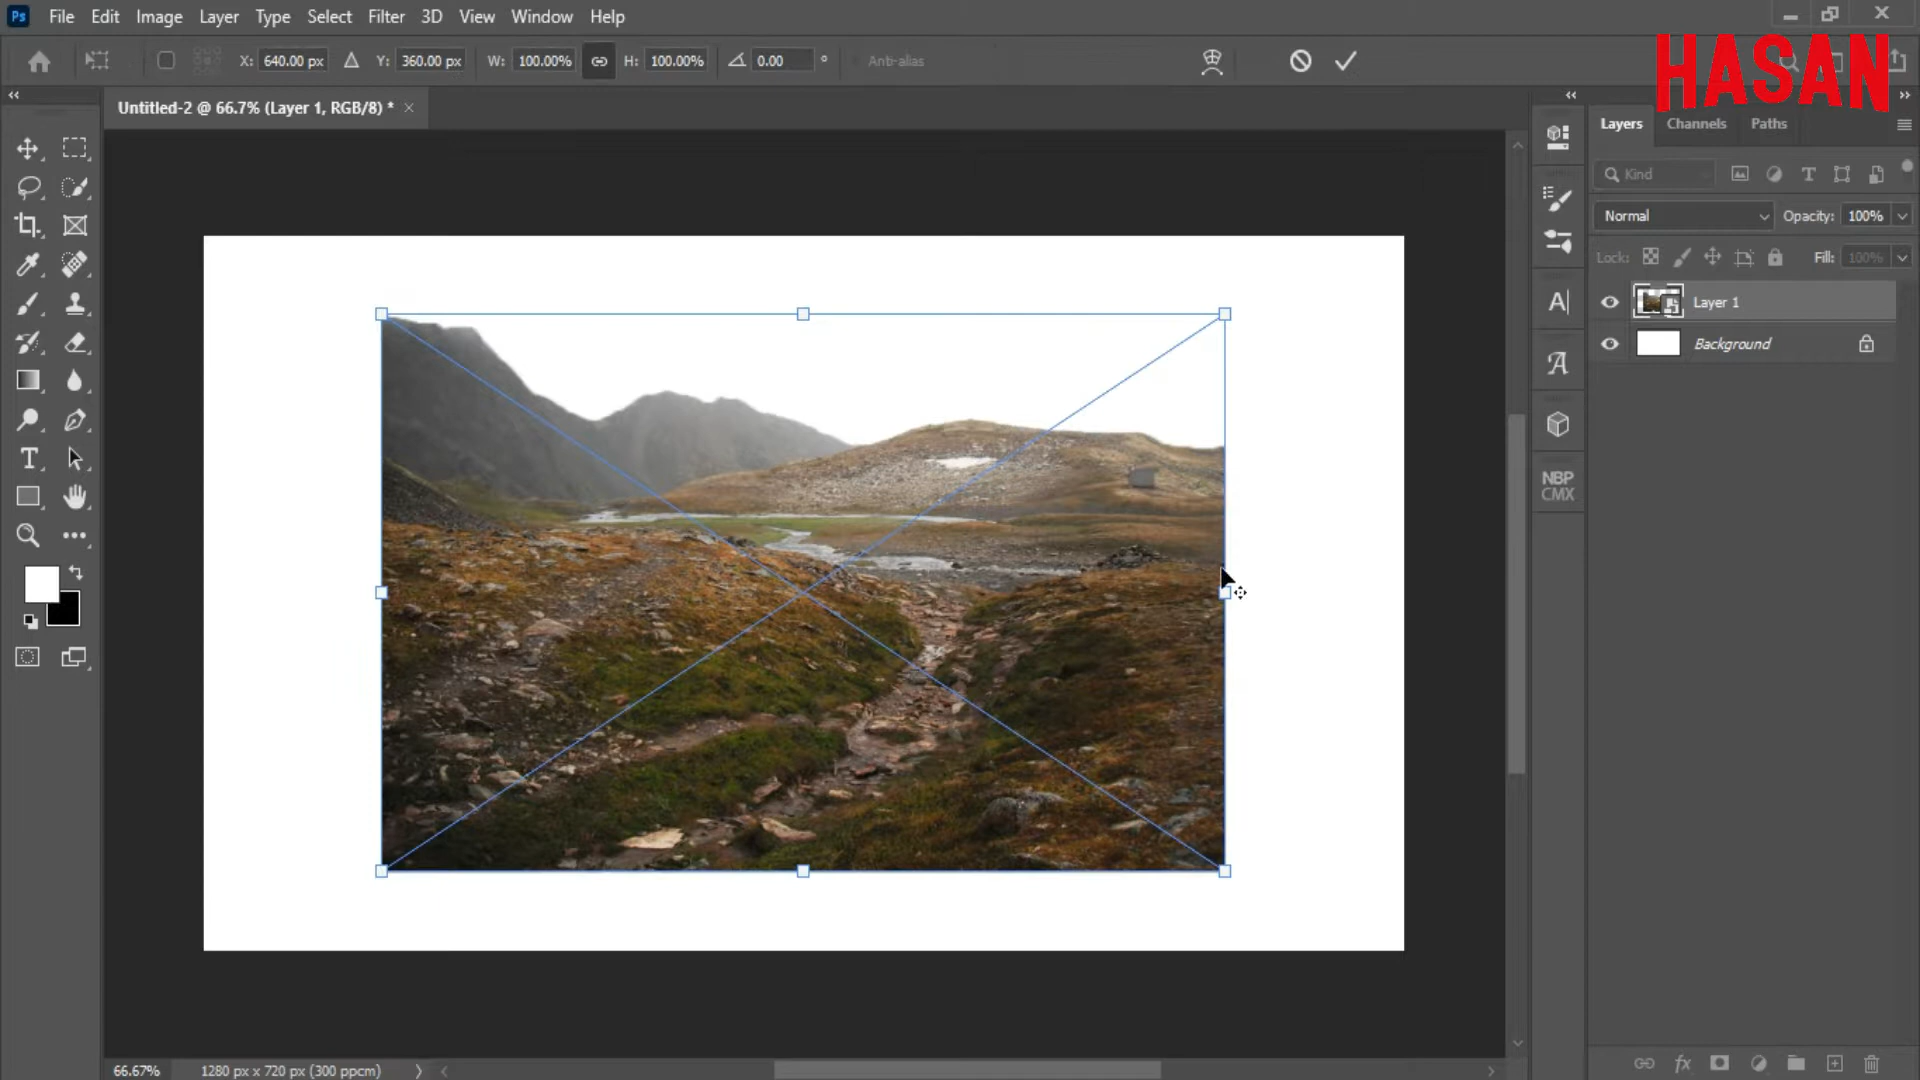 Ps File Edit Image Layer Type Select Filter 3D View Window Help
X: 640.00 px Y: 360.00 px W: 100.00% H: 100.00% 0.00 ° Anti-alias
HASAN
Untitled-2 @ 66.7% (Layer 1, RGB/8) * ×
Layers Channels Paths
Kind
Normal Opacity: 100%
Lock: Fill: 100%
Layer 1
Background
NBP
CMX
66.67% 1280 px x 720 px (300 ppcm)